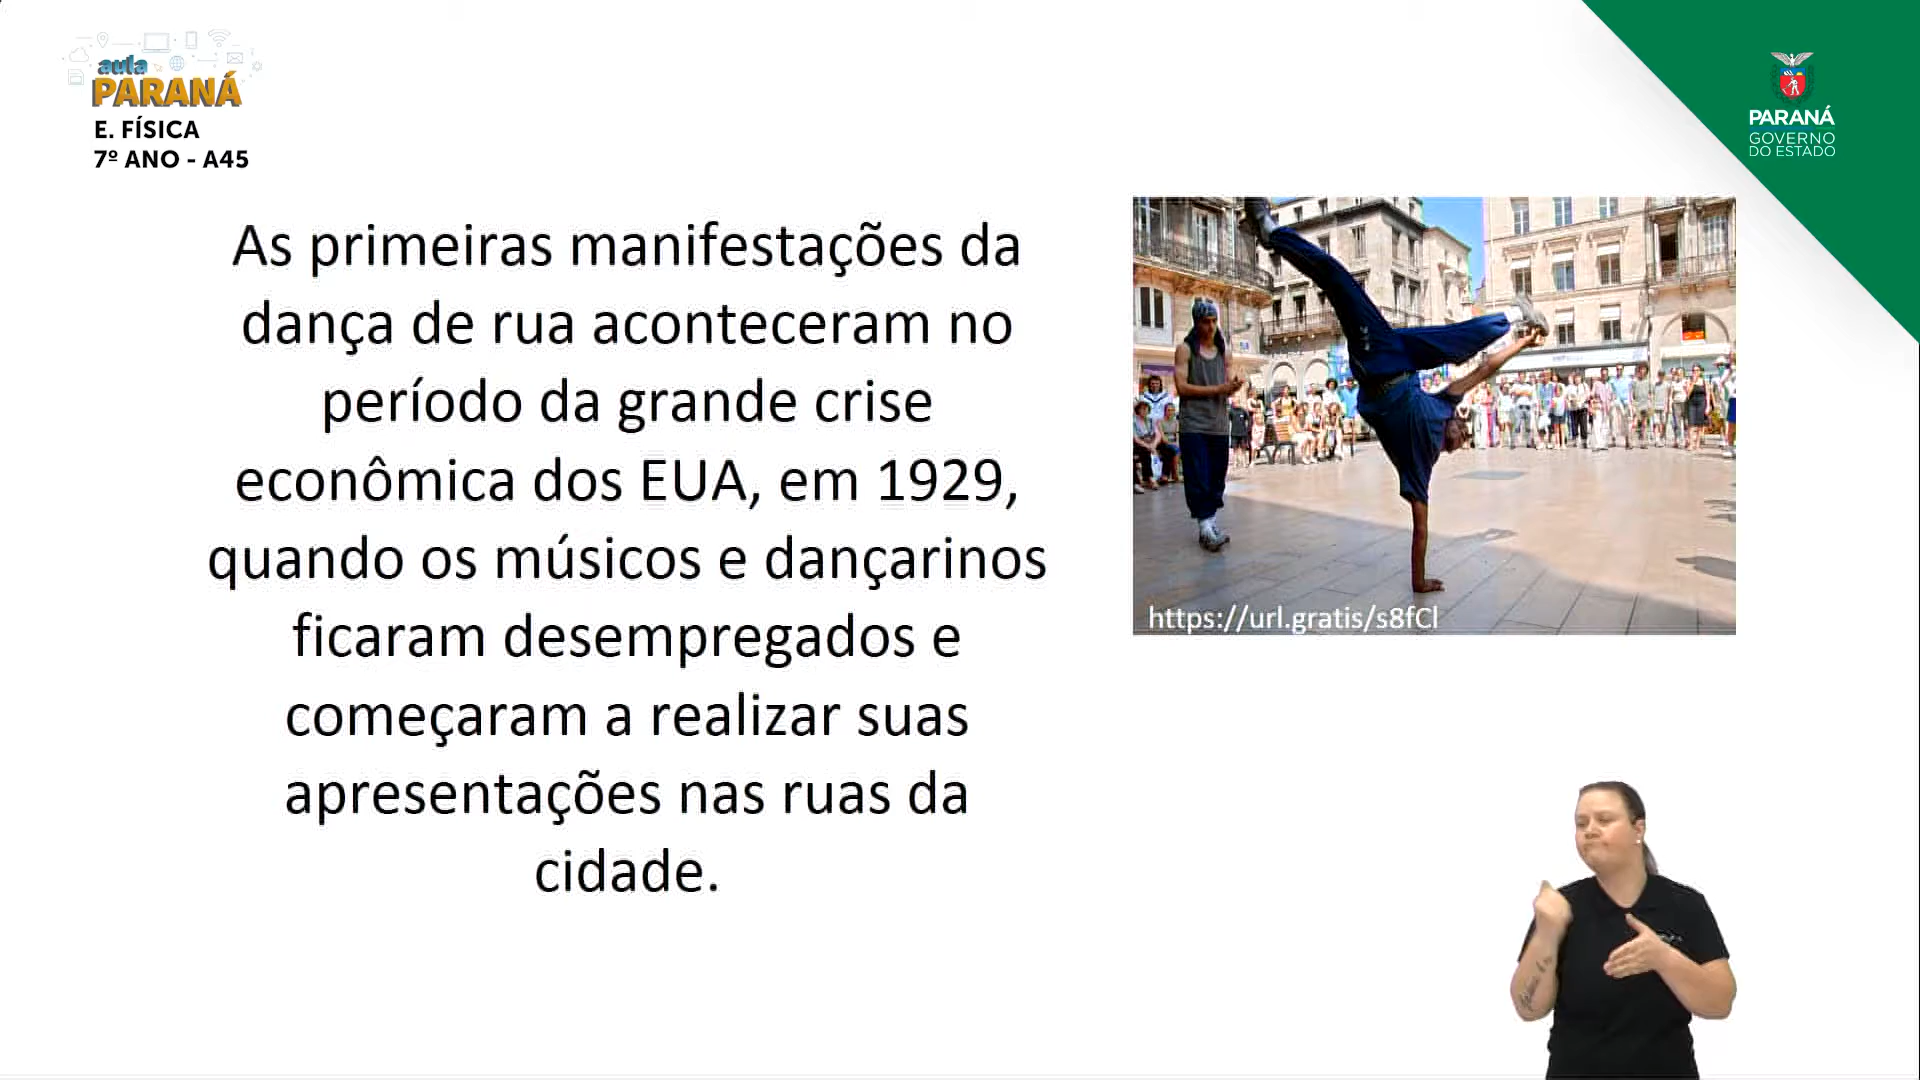 aula
PARANÁ
E. FÍSICA
7º ANO - A45
PARANÁ
GOVERNO
DO ESTADO
As primeiras manifestações da
dança de rua aconteceram no
período da grande crise
econômica dos EUA, em 1929,
quando os músicos e dançarinos
ficaram desempregados e
começaram a realizar suas
apresentações nas ruas da
cidade.
https://url.gratis/s8fCl